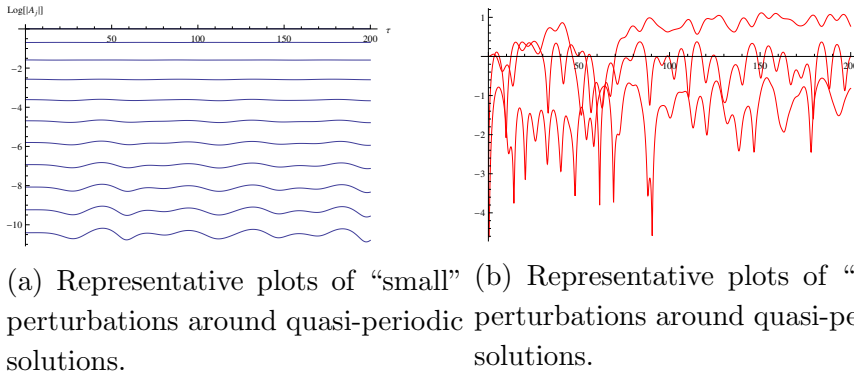 Log[|A_j|]
τ
50
100
150
200
−2
−4
−6
−8
−10
1
50
100
150
200
−1
−2
−3
−4
(a) Representative plots of “small”
perturbations around quasi-periodic
solutions.
(b) Representative plots of “
perturbations around quasi-pe
solutions.